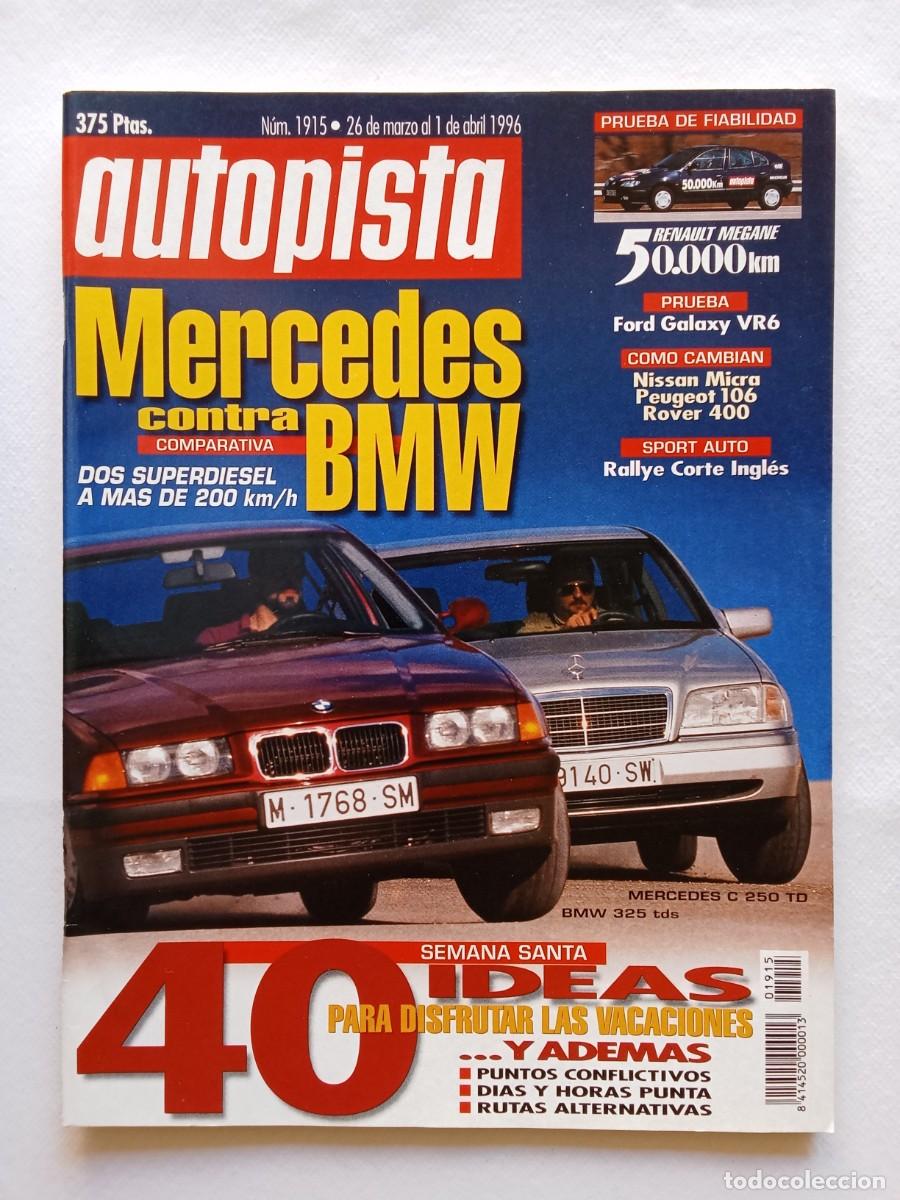 375 Ptas.
Núm. 1915 • 26 de marzo al 1 de abril 1996
autopista
PRUEBA DE FIABILIDAD
50.000Km
autopista
RENAULT MEGANE
50.000km
PRUEBA
Ford Galaxy VR6
COMO CAMBIAN
Nissan Micra
Peugeot 106
Rover 400
SPORT AUTO
Rallye Corte Inglés
Mercedes
contra
COMPARATIVA
BMW
DOS SUPERDIESEL
A MAS DE 200 km/h
M·1768·SM
9140·SW
MERCEDES C 250 TD
BMW 325 tds
SEMANA SANTA
40 IDEAS
PARA DISFRUTAR LAS VACACIONES
...Y ADEMAS
PUNTOS CONFLICTIVOS
DIAS Y HORAS PUNTA
RUTAS ALTERNATIVAS
01915
8 414520 000013
todocoleccion